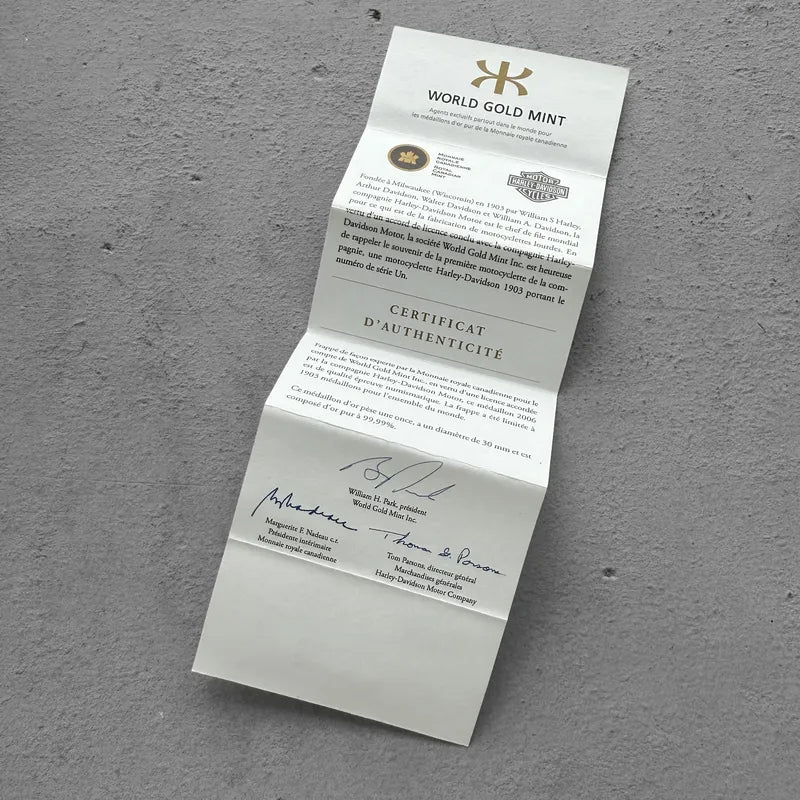 WORLD GOLD MINT
Agents exclusifs partout dans le monde pour
les médaillons d'or pur de la Monnaie royale canadienne
MONNAIE
ROYALE
CANADIENNE
ROYAL
CANADIAN
MINT
MOTOR
HARLEY-DAVIDSON
CYCLES
Fondée à Milwaukee (Wisconsin) en 1903 par William S Harley,
Arthur Davidson, Walter Davidson et William A. Davidson, la
compagnie Harley-Davidson Motor est le chef de file mondial
pour ce qui est de la fabrication de motocyclettes lourdes. En
vertu d'un accord de licence conclu avec la compagnie Harley-
Davidson Motor, la société World Gold Mint Inc. est heureuse
de rappeler le souvenir de la première motocyclette de la com-
pagnie, une motocyclette Harley-Davidson 1903 portant le
numéro de série Un.
CERTIFICAT
D'AUTHENTICITÉ
Frappé de façon experte par la Monnaie royale canadienne pour le
compte de World Gold Mint Inc., en vertu d'une licence accordée
par la compagnie Harley-Davidson Motor, ce médaillon 2006
est de qualité épreuve numismatique. La frappe a été limitée à
1903 médaillons pour l'ensemble du monde.
Ce médaillon d'or pèse une once, a un diamètre de 30 mm et est
composé d'or pur à 99,99%.
William H. Park, président
World Gold Mint Inc.
Thomas G. Parsons
Marguerite F. Nadeau c.r.
Présidente intérimaire
Monnaie royale canadienne
Tom Parsons, directeur général
Marchandises générales
Harley-Davidson Motor Company